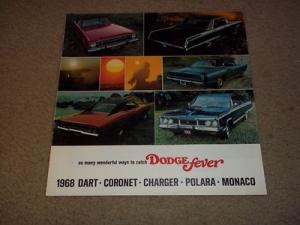 so many wonderful ways to catch DODGE fever
1968 DART · CORONET · CHARGER · POLARA · MONACO